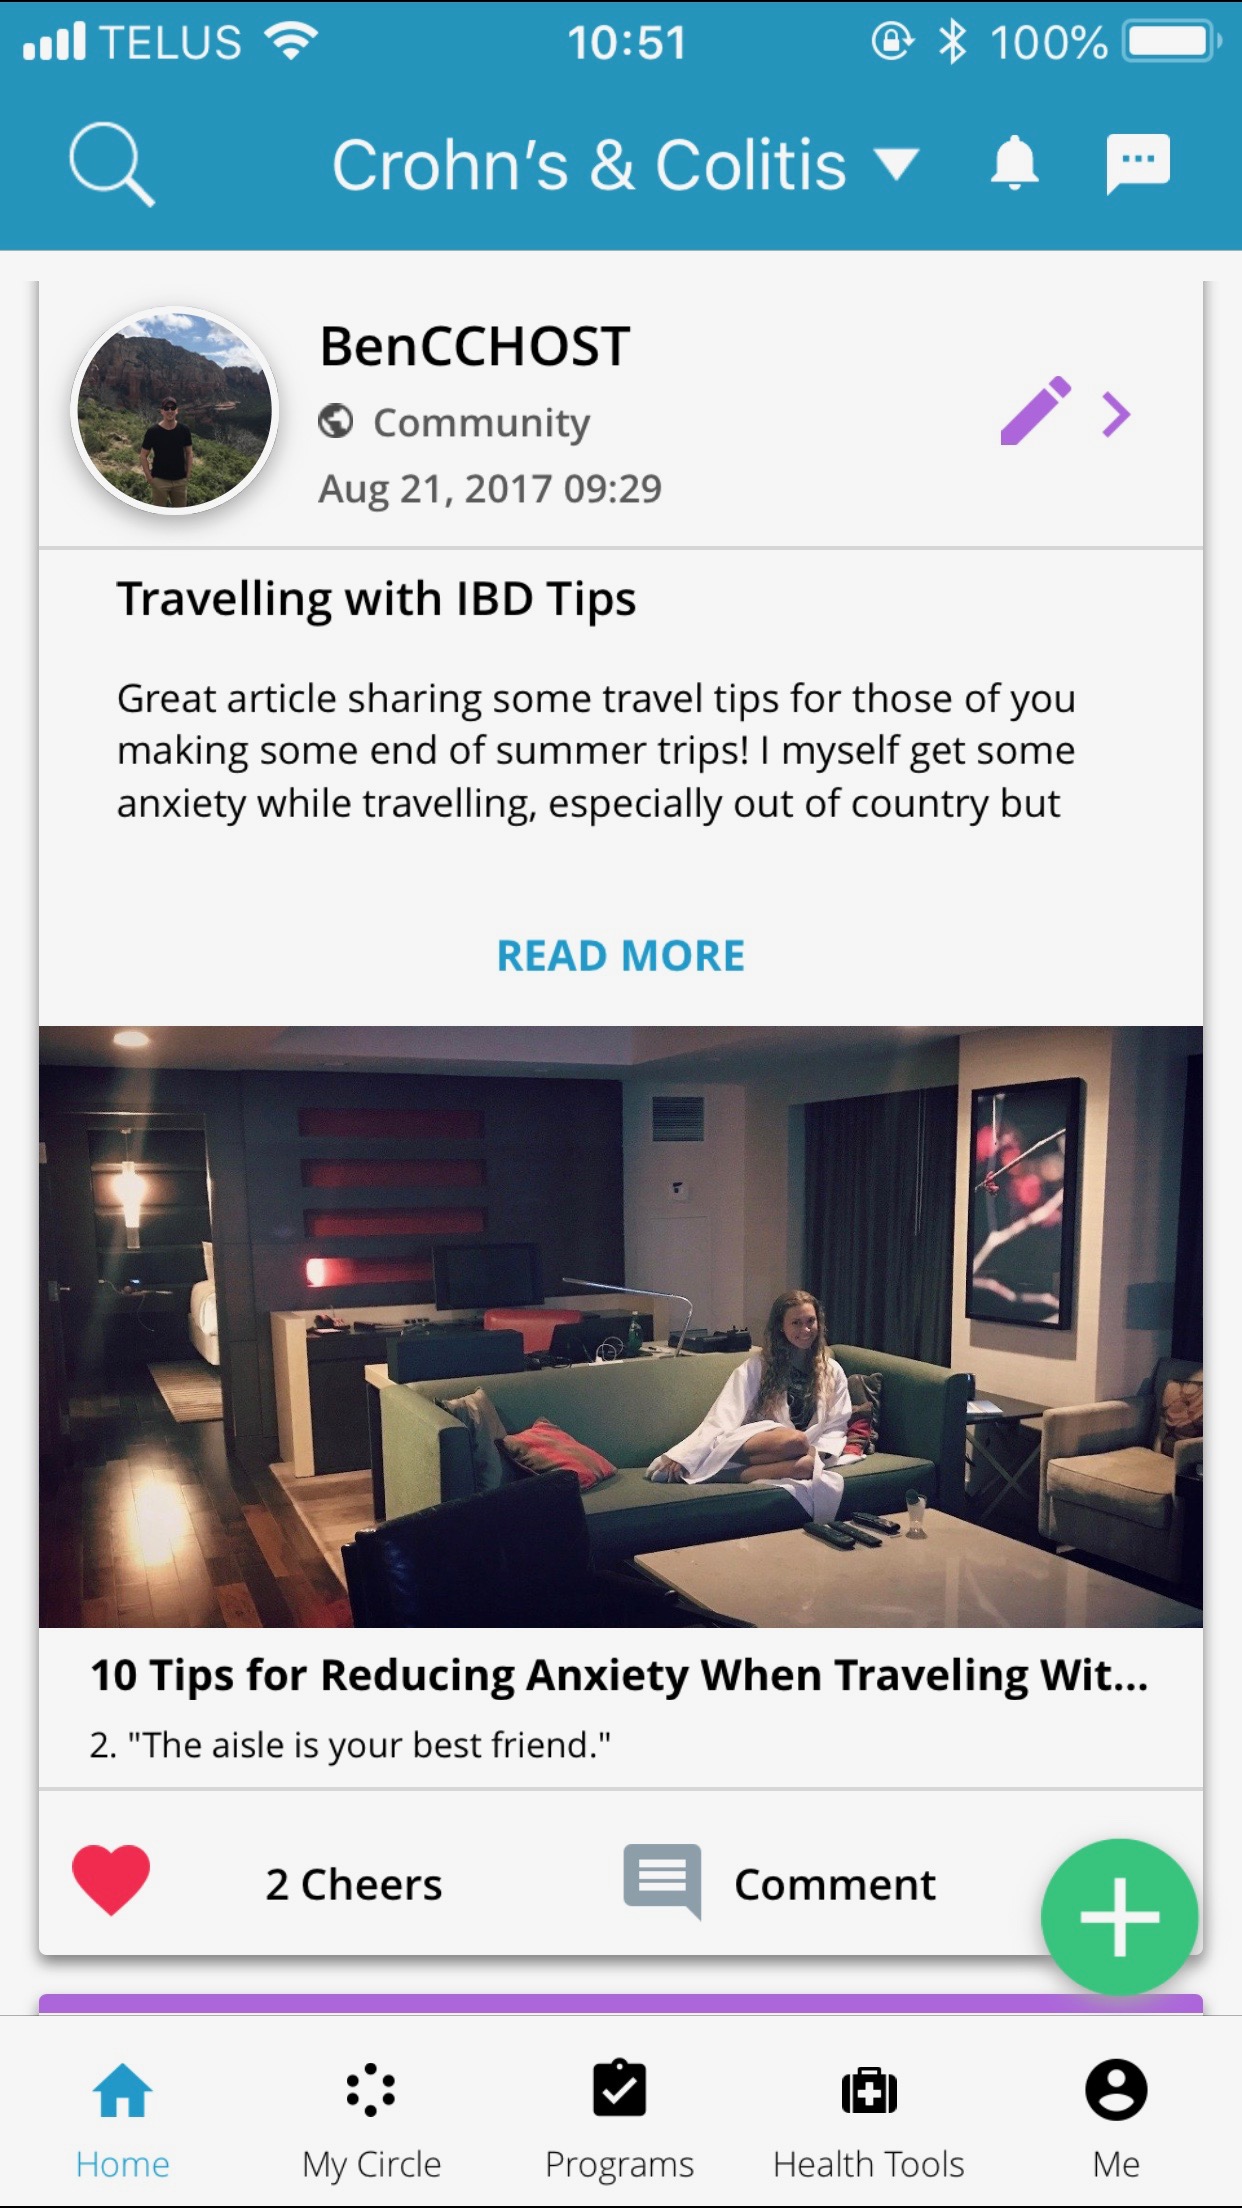 TELUS 10:51 100%
Crohn's & Colitis
BenCCHOST
Community
Aug 21, 2017 09:29
Travelling with IBD Tips
Great article sharing some travel tips for those of you
making some end of summer trips! I myself get some
anxiety while travelling, especially out of country but
READ MORE
10 Tips for Reducing Anxiety When Traveling Wit...
2. "The aisle is your best friend."
2 Cheers Comment
Home My Circle Programs Health Tools Me